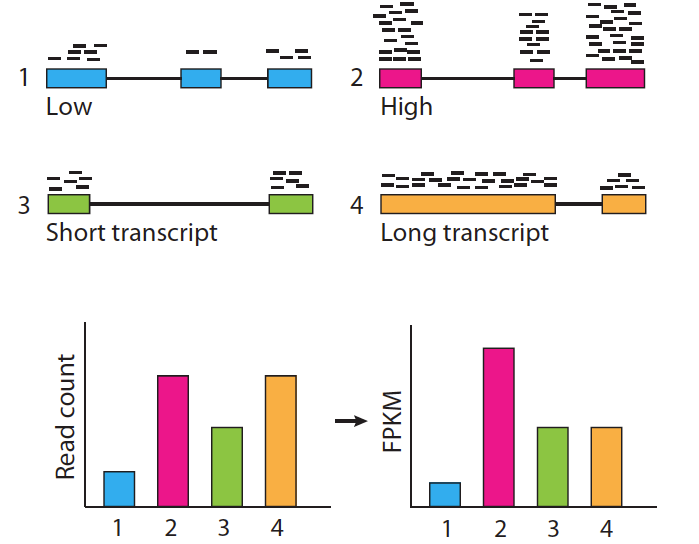 1
Low
2
High
3
Short transcript
4
Long transcript
Read count
1 2 3 4
FPKM
1 2 3 4